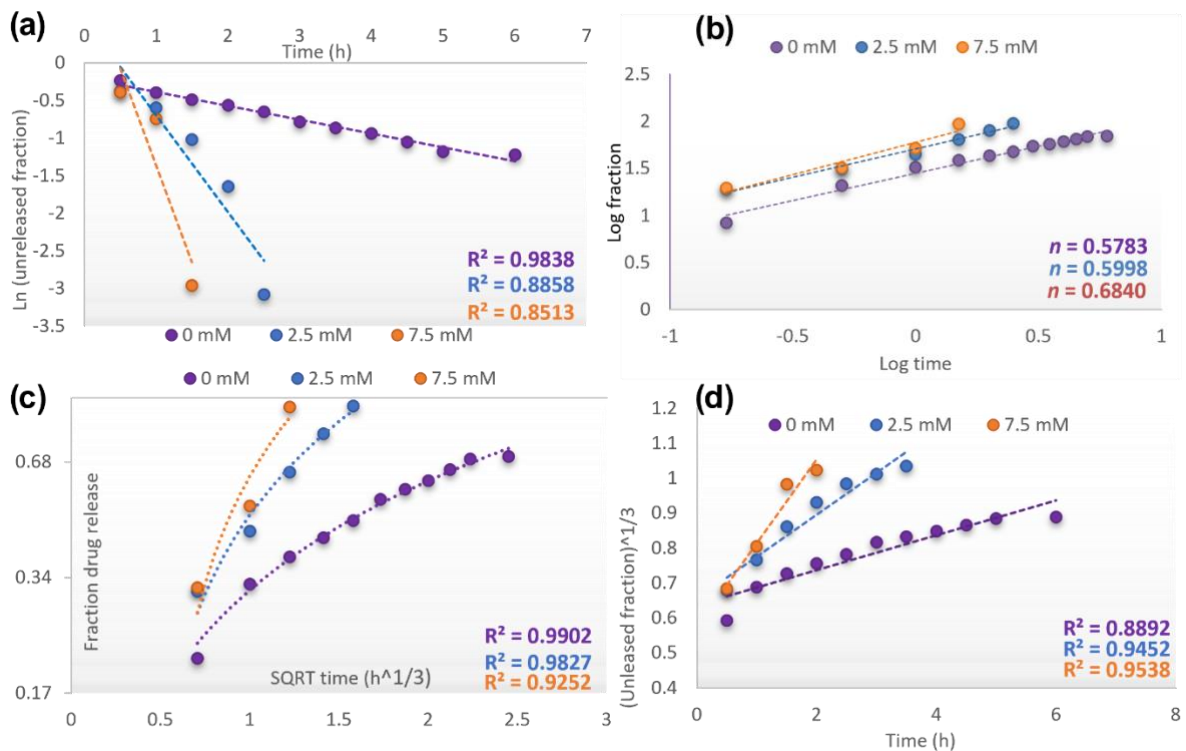 (a)
0 1 2 3 4 5 6 7
Time (h)
0
-0.5
-1
-1.5
-2
-2.5
-3
-3.5
Ln (unreleased fraction)
R² = 0.9838
R² = 0.8858
R² = 0.8513
0 mM 2.5 mM 7.5 mM
(b)
0 mM 2.5 mM 7.5 mM
2.5
2
1.5
1
0.5
0
Log fraction
n = 0.5783
n = 0.5998
n = 0.6840
-1 -0.5 0 0.5 1
Log time
(c)
0 mM 2.5 mM 7.5 mM
0.68
0.34
0.17
Fraction drug release
R² = 0.9902
R² = 0.9827
R² = 0.9252
SQRT time (h^1/3)
0 0.5 1 1.5 2 2.5 3
(d)
0 mM 2.5 mM 7.5 mM
1.2
1.1
1
0.9
0.8
0.7
0.6
0.5
0.4
(Unleased fraction)^1/3
R² = 0.8892
R² = 0.9452
R² = 0.9538
0 2 4 6 8
Time (h)